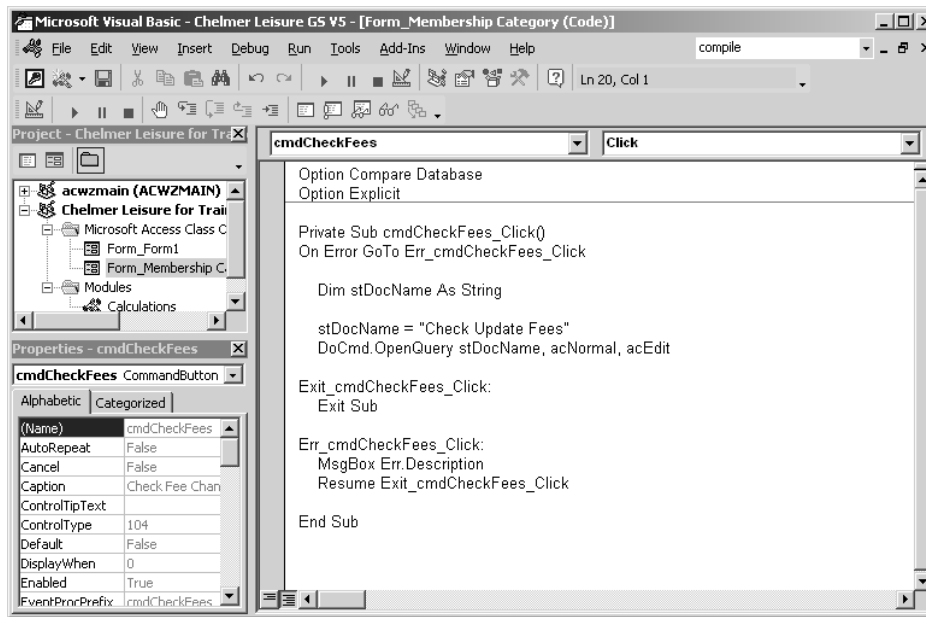 Microsoft Visual Basic - Chelmer Leisure GS V5 - [Form_Membership Category (Code)]
File Edit View Insert Debug Run Tools Add-Ins Window Help compile
Ln 20, Col 1
Project - Chelmer Leisure for Tra
cmdCheckFees Click
acwzmain (ACWZMAIN)
Chelmer Leisure for Trai
Microsoft Access Class C
Form_Form1
Form_Membership C
Modules
Calculations
Properties - cmdCheckFees
cmdCheckFees CommandButton
Alphabetic Categorized
(Name) cmdCheckFees
AutoRepeat False
Cancel False
Caption Check Fee Chan
ControlTipText
ControlType 104
Default False
DisplayWhen 0
Enabled True
EventProcPrefix cmdCheckFees
Option Compare Database
Option Explicit
Private Sub cmdCheckFees_Click()
On Error GoTo Err_cmdCheckFees_Click
Dim stDocName As String
stDocName = "Check Update Fees"
DoCmd.OpenQuery stDocName, acNormal, acEdit
Exit_cmdCheckFees_Click:
Exit Sub
Err_cmdCheckFees_Click:
MsgBox Err.Description
Resume Exit_cmdCheckFees_Click
End Sub